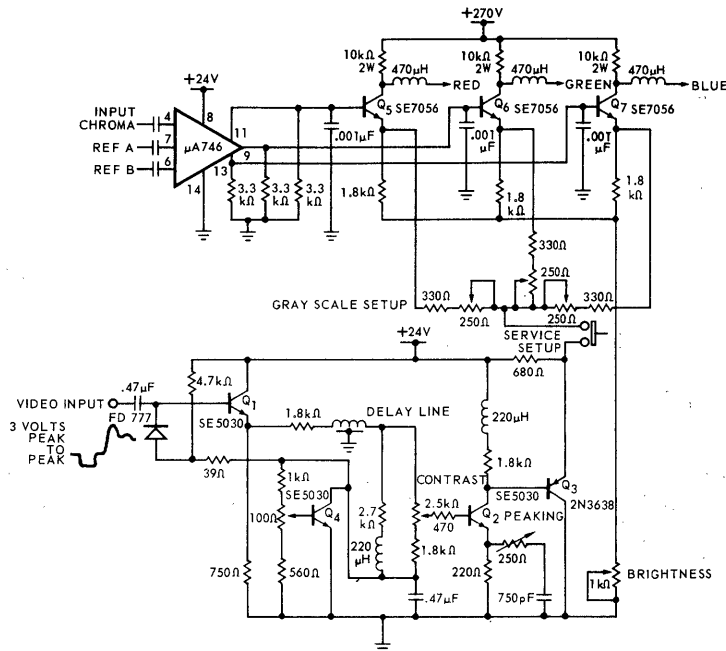 +270V
10kΩ
2W
10kΩ
2W
10kΩ
2W
470μH
470μH
470μH
RED
GREEN
BLUE
+24V
Q5 SE7056
Q6 SE7056
Q7 SE7056
INPUT
CHROMA
4
8
11
REF A
7
μA746
9
REF B
6
13
14
.001μF
.001
μF
.001
μF
3.3
kΩ
3.3
kΩ
3.3
kΩ
1.8kΩ
1.8
kΩ
1.8
kΩ
330Ω
250Ω
GRAY SCALE SETUP
330Ω
250Ω
250Ω
330Ω
SERVICE
SETUP
+24V
680Ω
VIDEO INPUT
.47μF
4.7kΩ
Q1
SE5030
FD 777
3 VOLTS
PEAK
TO
PEAK
1.8kΩ
DELAY LINE
220μH
1.8kΩ
39Ω
1kΩ
SE5030
100Ω
Q4
CONTRAST
2.5kΩ
470
SE5030
Q2
PEAKING
Q3
2N3638
2.7
kΩ
220
μH
1.8kΩ
250Ω
750Ω
560Ω
.47μF
220Ω
750pF
1kΩ
BRIGHTNESS